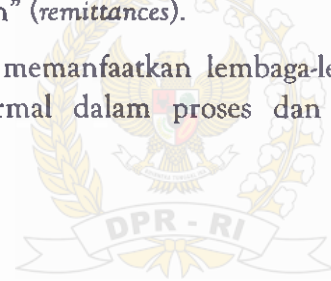 n" (remittances).
memanfaatkan lembaga-le
rmal dalam proses dan
DPR - RI